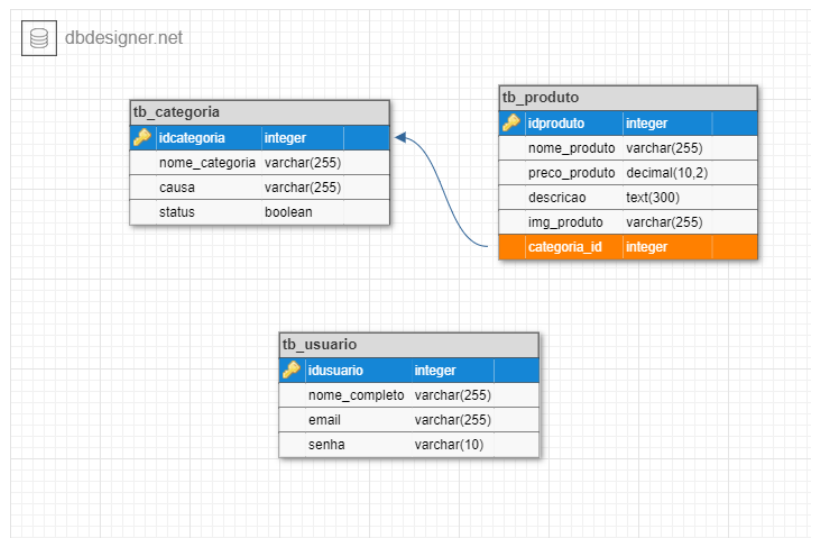 dbdesigner.net
tb_categoria
idcategoria integer
nome_categoria varchar(255)
causa varchar(255)
status boolean
tb_produto
idproduto integer
nome_produto varchar(255)
preco_produto decimal(10,2)
descricao text(300)
img_produto varchar(255)
categoria_id integer
tb_usuario
idusuario integer
nome_completo varchar(255)
email varchar(255)
senha varchar(10)